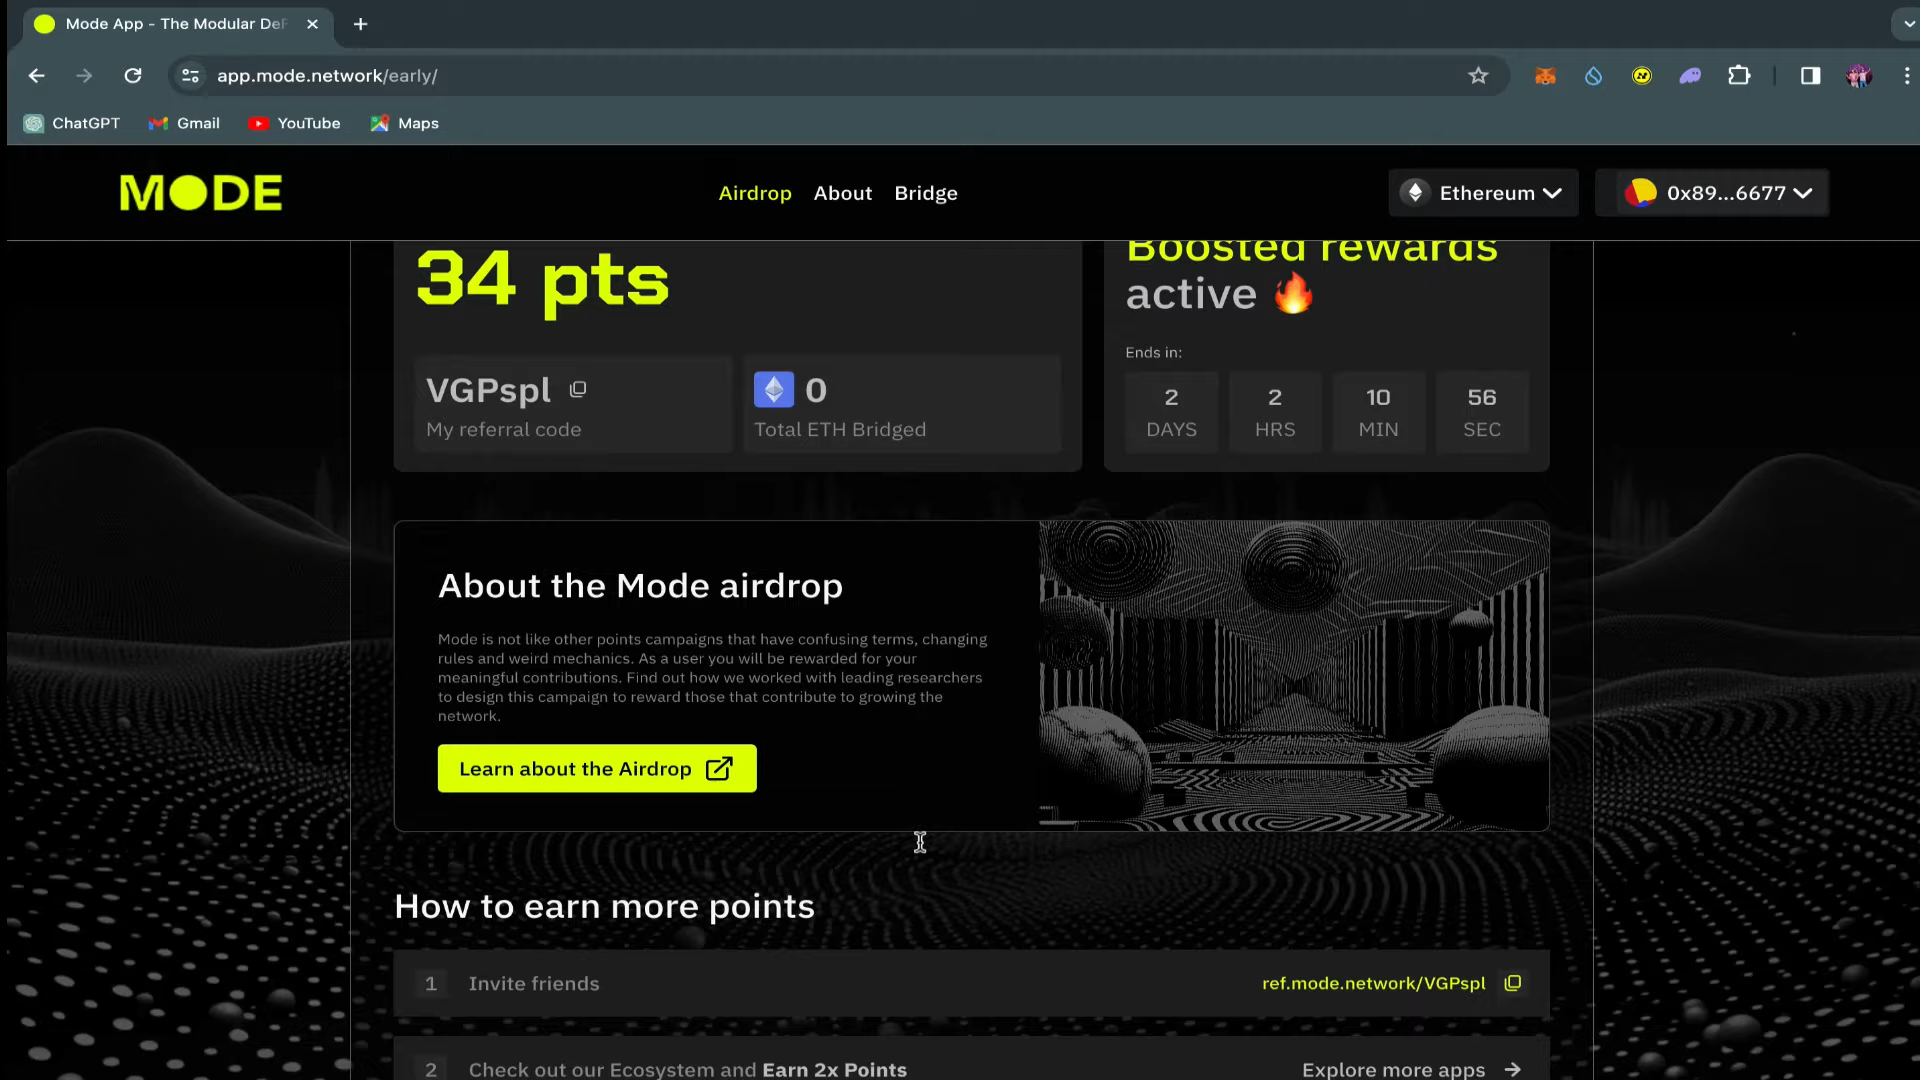 Mode App - The Modular DeF
app.mode.network/early/
ChatGPT
Gmail
YouTube
Maps
MODE
Airdrop
About
Bridge
Ethereum
0x89...6677
34 pts
VGPspl
My referral code
0
Total ETH Bridged
Boosted rewards
active 🔥
Ends in:
2
DAYS
2
HRS
10
MIN
56
SEC
About the Mode airdrop
Mode is not like other points campaigns that have confusing terms, changing
rules and weird mechanics. As a user you will be rewarded for your
meaningful contributions. Find out how we worked with leading researchers
to design this campaign to reward those that contribute to growing the
network.
Learn about the Airdrop
How to earn more points
1 Invite friends
ref.mode.network/VGPspl
2 Check out our Ecosystem and Earn 2x Points
Explore more apps →